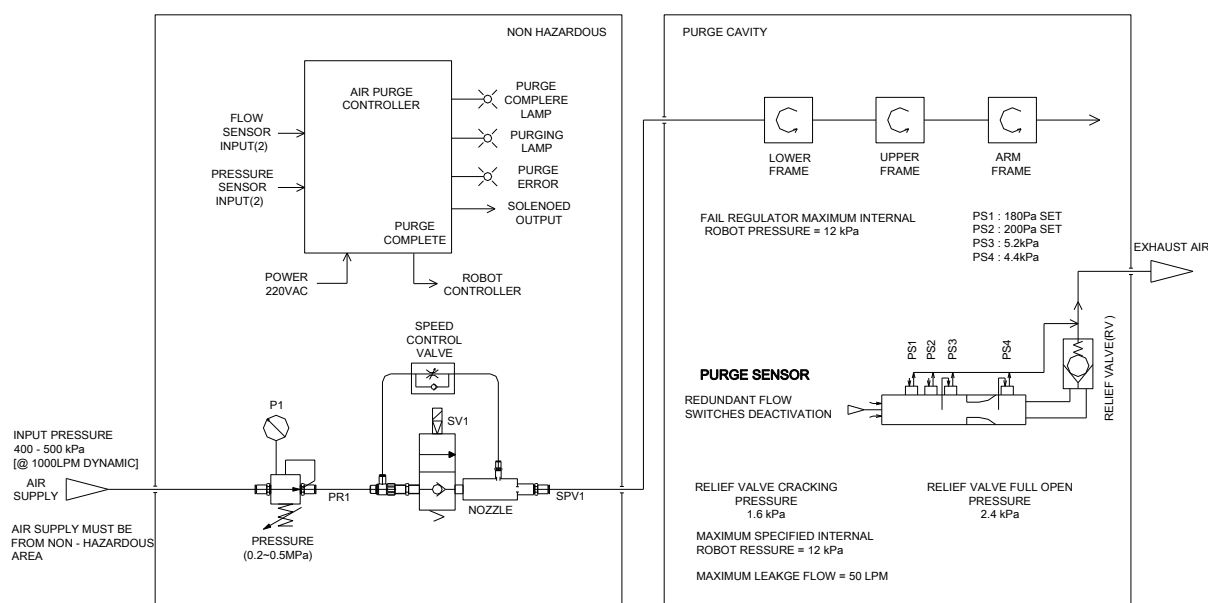 NON HAZARDOUS
AIR PURGE
CONTROLLER
FLOW
SENSOR
INPUT(2)
PRESSURE
SENSOR
INPUT(2)
PURGE
COMPLERE
LAMP
PURGING
LAMP
PURGE
ERROR
SOLENOED
OUTPUT
PURGE
COMPLETE
POWER
220VAC
ROBOT
CONTROLLER
SPEED
CONTROL
VALVE
P1
SV1
INPUT PRESSURE
400 - 500 kPa
[@ 1000LPM DYNAMIC]
AIR
SUPPLY
PR1
NOZZLE
SPV1
AIR SUPPLY MUST BE
FROM NON - HAZARDOUS
AREA
PRESSURE
(0.2~0.5MPa)
PURGE CAVITY
LOWER
FRAME
UPPER
FRAME
ARM
FRAME
FAIL REGULATOR MAXIMUM INTERNAL
ROBOT PRESSURE = 12 kPa
PS1 : 180Pa SET
PS2 : 200Pa SET
PS3 : 5.2kPa
PS4 : 4.4kPa
EXHAUST AIR
PS1
PS2
PS3
PS4
RELIEF VALVE(RV)
PURGE SENSOR
REDUNDANT FLOW
SWITCHES DEACTIVATION
RELIEF VALVE CRACKING
PRESSURE
1.6 kPa
RELIEF VALVE FULL OPEN
PRESSURE
2.4 kPa
MAXIMUM SPECIFIED INTERNAL
ROBOT RESSURE = 12 kPa
MAXIMUM LEAKGE FLOW = 50 LPM